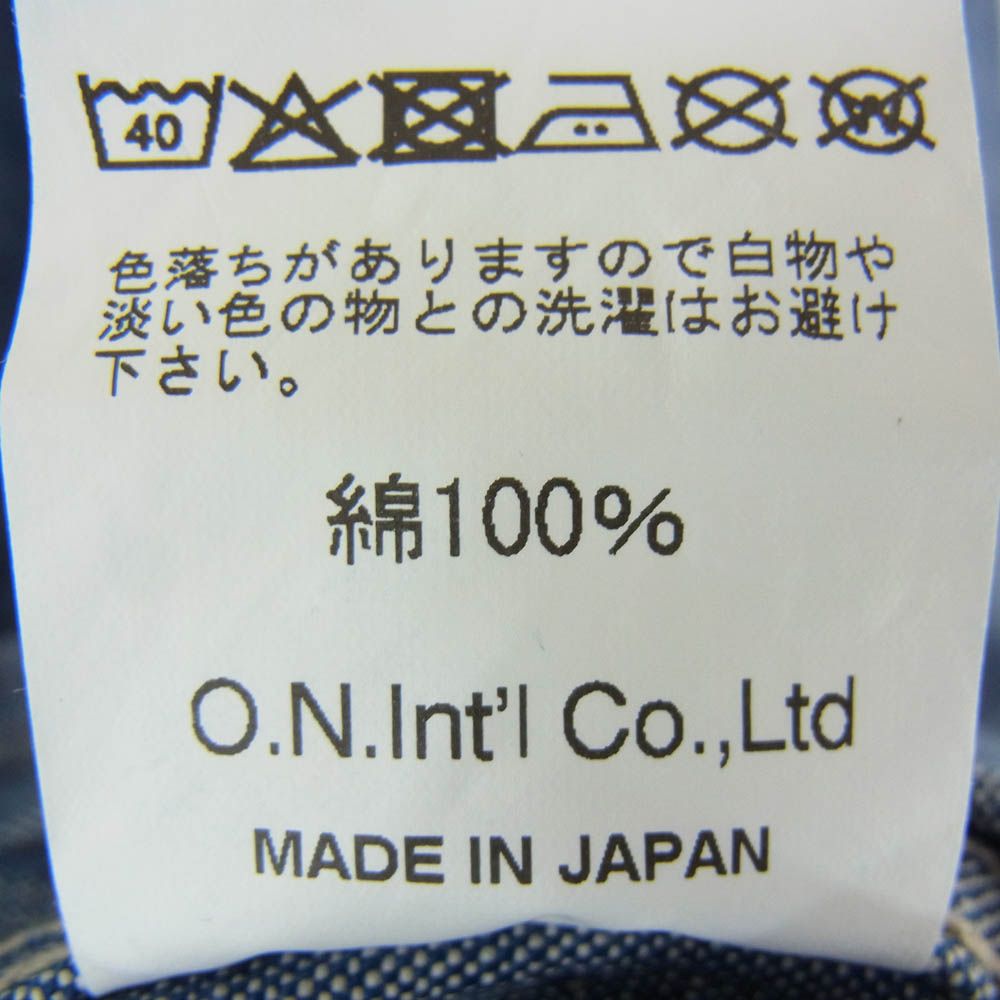 40
色落ちがありますので白物や
淡い色の物との洗濯はお避け
下さい。
綿100%
O.N.Int'l Co.,Ltd
MADE IN JAPAN